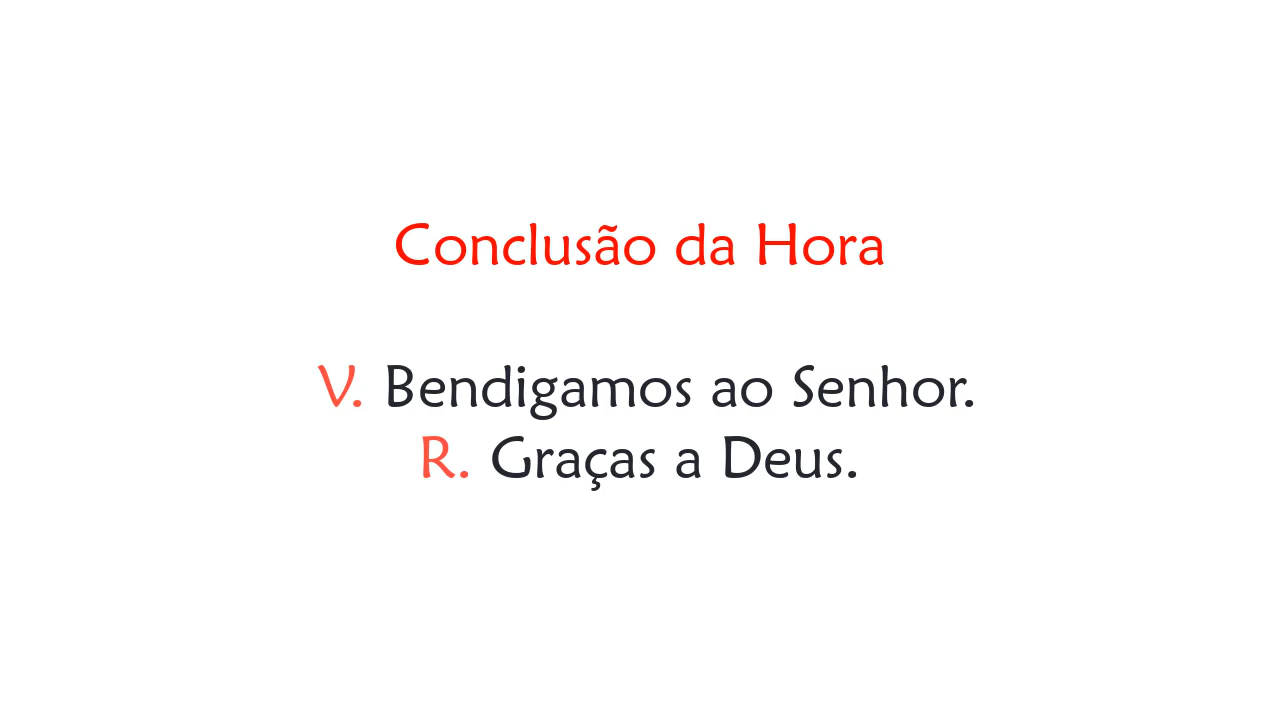 Conclusão da Hora
V. Bendigamos ao Senhor.
R. Graças a Deus.